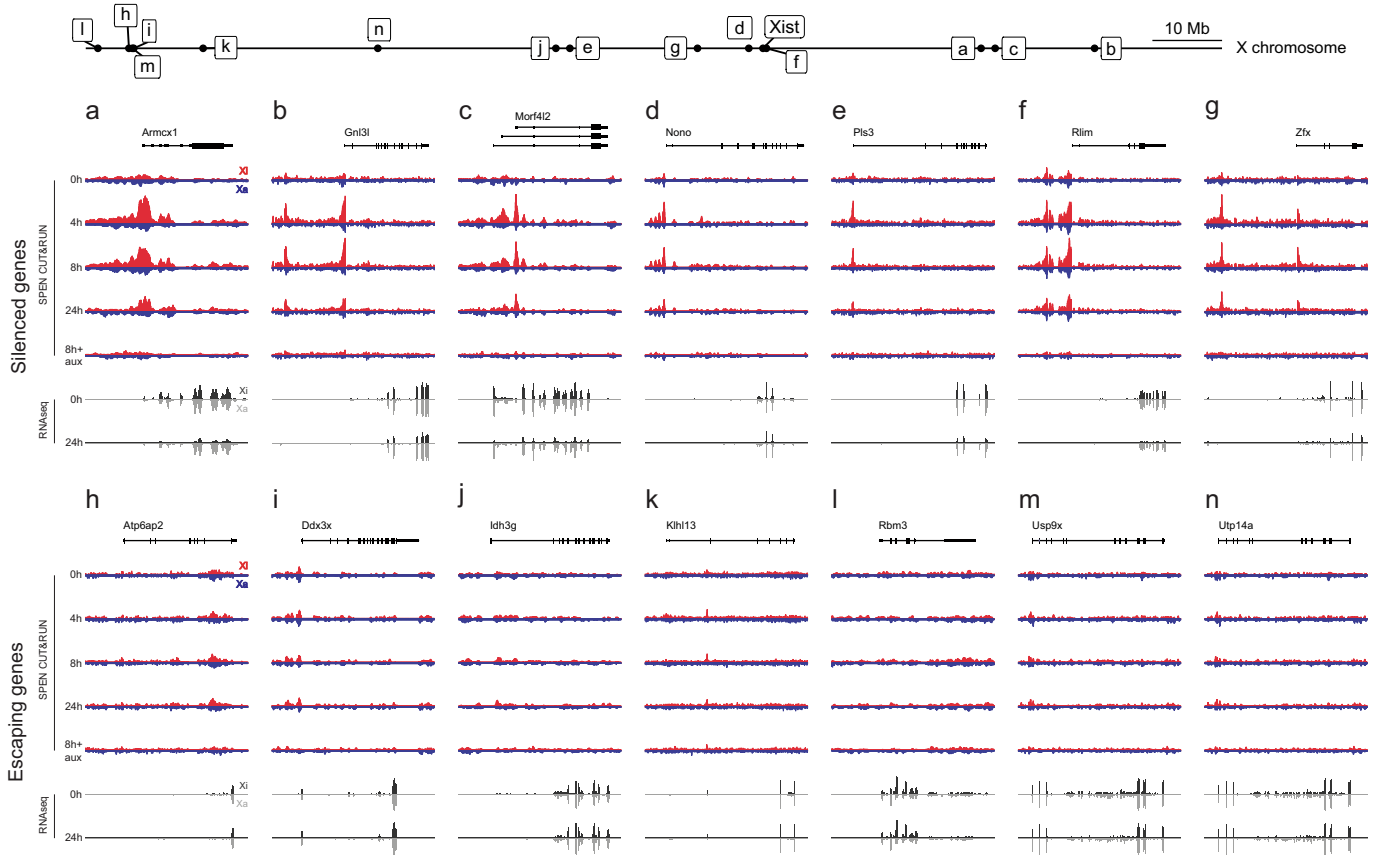 h
l
i
n
d
Xist
10 Mb
k
j
e
g
a
c
b
X chromosome
m
f
a
b
c
d
e
f
g
Morf4l2
Armcx1
Gnl3l
Nono
Pls3
Rlim
Zfx
Silenced genes
SPEN CUT&RUN
Xi
0h
Xa
4h
8h
24h
8h+
aux
RNAseq
Xi
0h
Xa
24h
h
i
j
k
l
m
n
Atp6ap2
Ddx3x
Idh3g
Klhl13
Rbm3
Usp9x
Utp14a
Escaping genes
SPEN CUT&RUN
Xi
0h
Xa
4h
8h
24h
8h+
aux
RNAseq
Xi
0h
Xa
24h